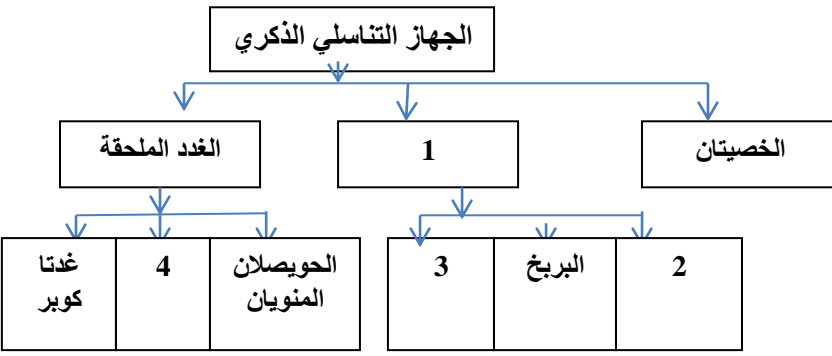 الجهاز التناسلي الذكري
الخصيتان
1
الغدد الملحقة
2
البربخ
3
الحويصلان
المنويان
4
غدتا
كوبر